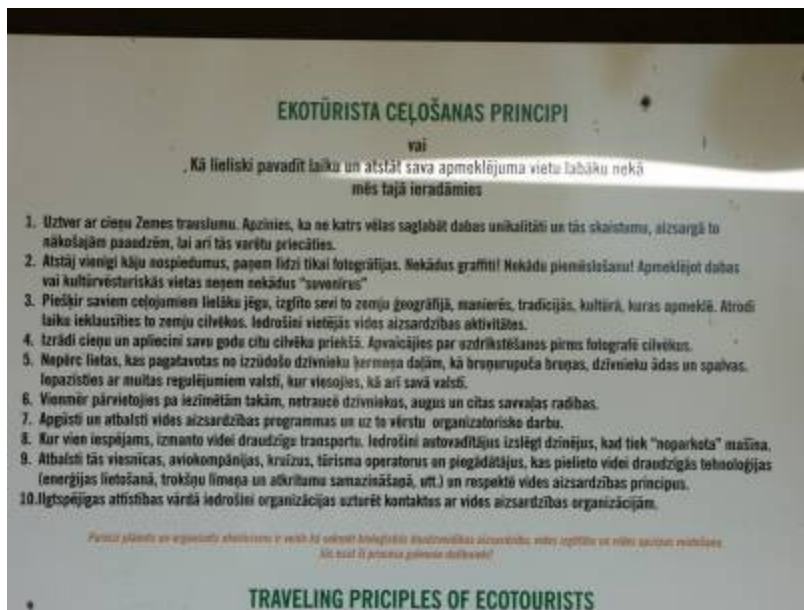 EKOTŪRISTA CEĻOŠANAS PRINCIPI
vai
Kā lieliski pavadīt laiku un atstāt sava apmeklējuma vietu labāku nekā
mēs tajā ieradāmies
1. Uztver ar cieņu Zemes trauslumu. Apzinies, ka ne katrs vēlas saglabāt dabas unikalitāti un tās skaistumu, aizsargā to
nākošajām paaudzēm, lai arī tās varētu priecāties.
2. Atstāj vienīgi kāju nospiedumus, paņem līdzi tikai fotogrāfijas. Nekādus graffiti! Nekādu piemēslošanu! Apmeklējot dabas
vai kultūrvēsturiskās vietas neņem nekādus "suvenīrus"
3. Piešķir saviem ceļojumiem lielāku jēgu, izglīto sevi to zemju ģeogrāfijā, manierēs, tradīcijās, kultūrā, kuras apmeklē. Atrodi
laiku ieklausīties to zemju cilvēkos. Iedrošini vietējās vides aizsardzības aktivitātes.
4. Izrādi cieņu un apliecini savu godu citu cilvēku priekšā. Apvaicājies par uzdrīkstēšanos pirms fotografē cilvēkus.
5. Nepērc lietas, kas pagatavotas no izzūdošo dzīvnieku ķermeņa daļām, kā bruņurupuča bruņas, dzīvnieku ādas un spalvas.
Iepazīsties ar muitas regulējumiem valstī, kur viesojies, kā arī savā valstī.
6. Vienmēr pārvietojies pa iezīmētām takām, netraucē dzīvniekus, augus un citas savvaļas radības.
7. Apgūsti un atbalsti vides aizsardzības programmas un uz to vērstu organizatorisko darbu.
8. Kur vien iespējams, izmanto videi draudzīgu transportu. Iedrošini autovadītājus izslēgt dzinējus, kad tiek "noparkota" mašīna.
9. Atbalsti tās viesnīcas, aviokompānijas, kruīzus, tūrisma operatorus un piegādātājus, kas pielieto videi draudzīgās tehnoloģijas
(enerģijas lietošanā, trokšņu līmeņa un atkritumu samazināšanā, utt.) un respektē vides aizsardzības principus.
10.Ilgtspējīgas attīstības vārdā iedrošini organizācijas uzturēt kontaktus ar vides aizsardzības organizācijām.
TRAVELING PRICIPLES OF ECOTOURISTS